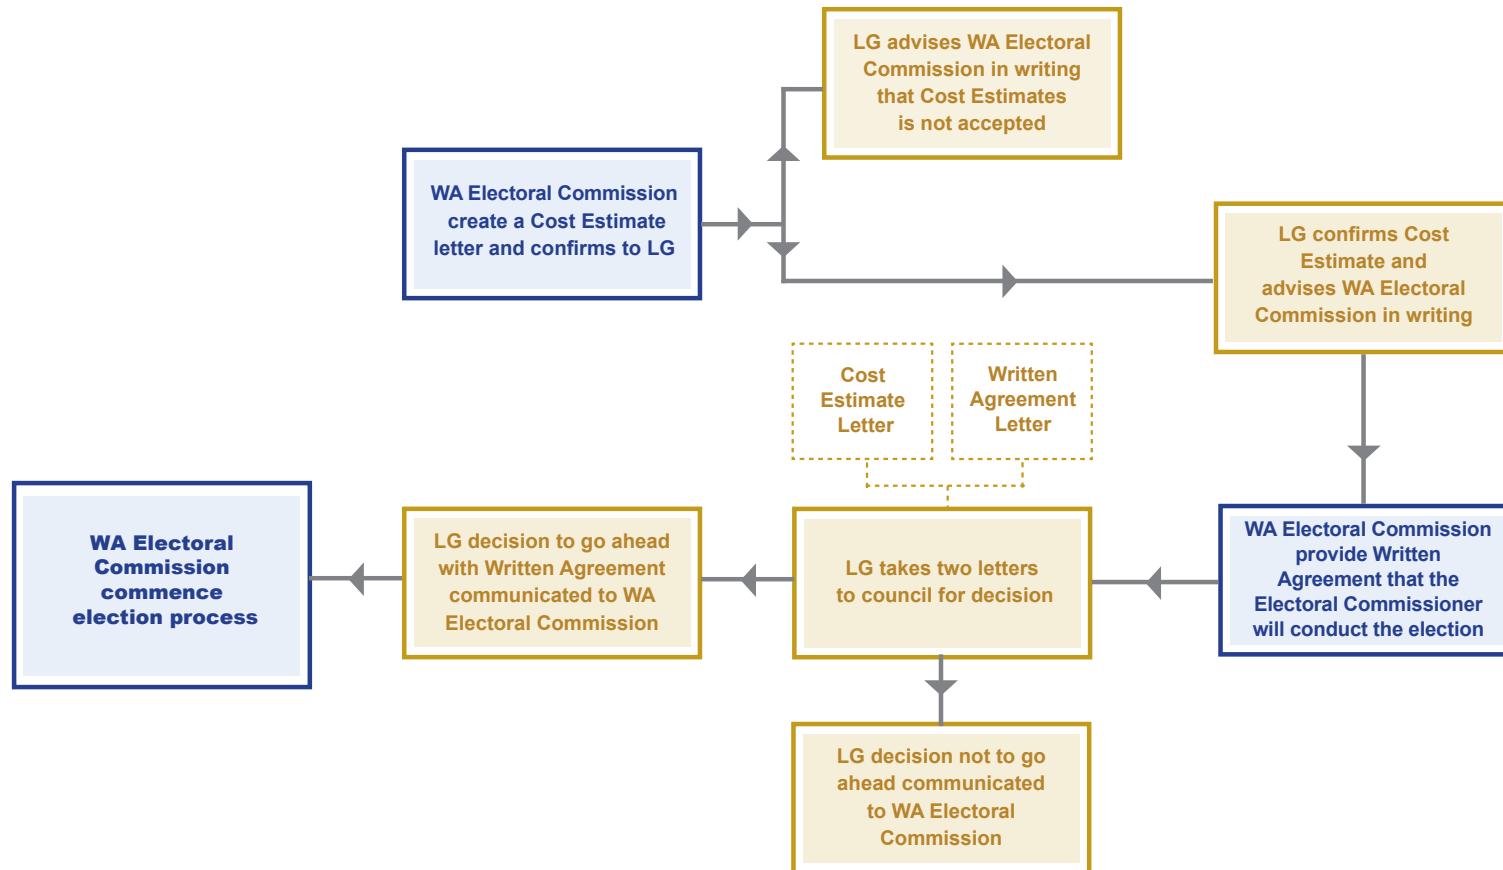 LG advises WA Electoral
Commission in writing
that Cost Estimates
is not accepted
WA Electoral Commission
create a Cost Estimate
letter and confirms to LG
LG confirms Cost
Estimate and
advises WA Electoral
Commission in writing
Cost
Estimate
Letter
Written
Agreement
Letter
WA Electoral
Commission
commence
election process
LG decision to go ahead
with Written Agreement
communicated to WA
Electoral Commission
LG takes two letters
to council for decision
WA Electoral Commission
provide Written
Agreement that the
Electoral Commissioner
will conduct the election
LG decision not to go
ahead communicated
to WA Electoral
Commission